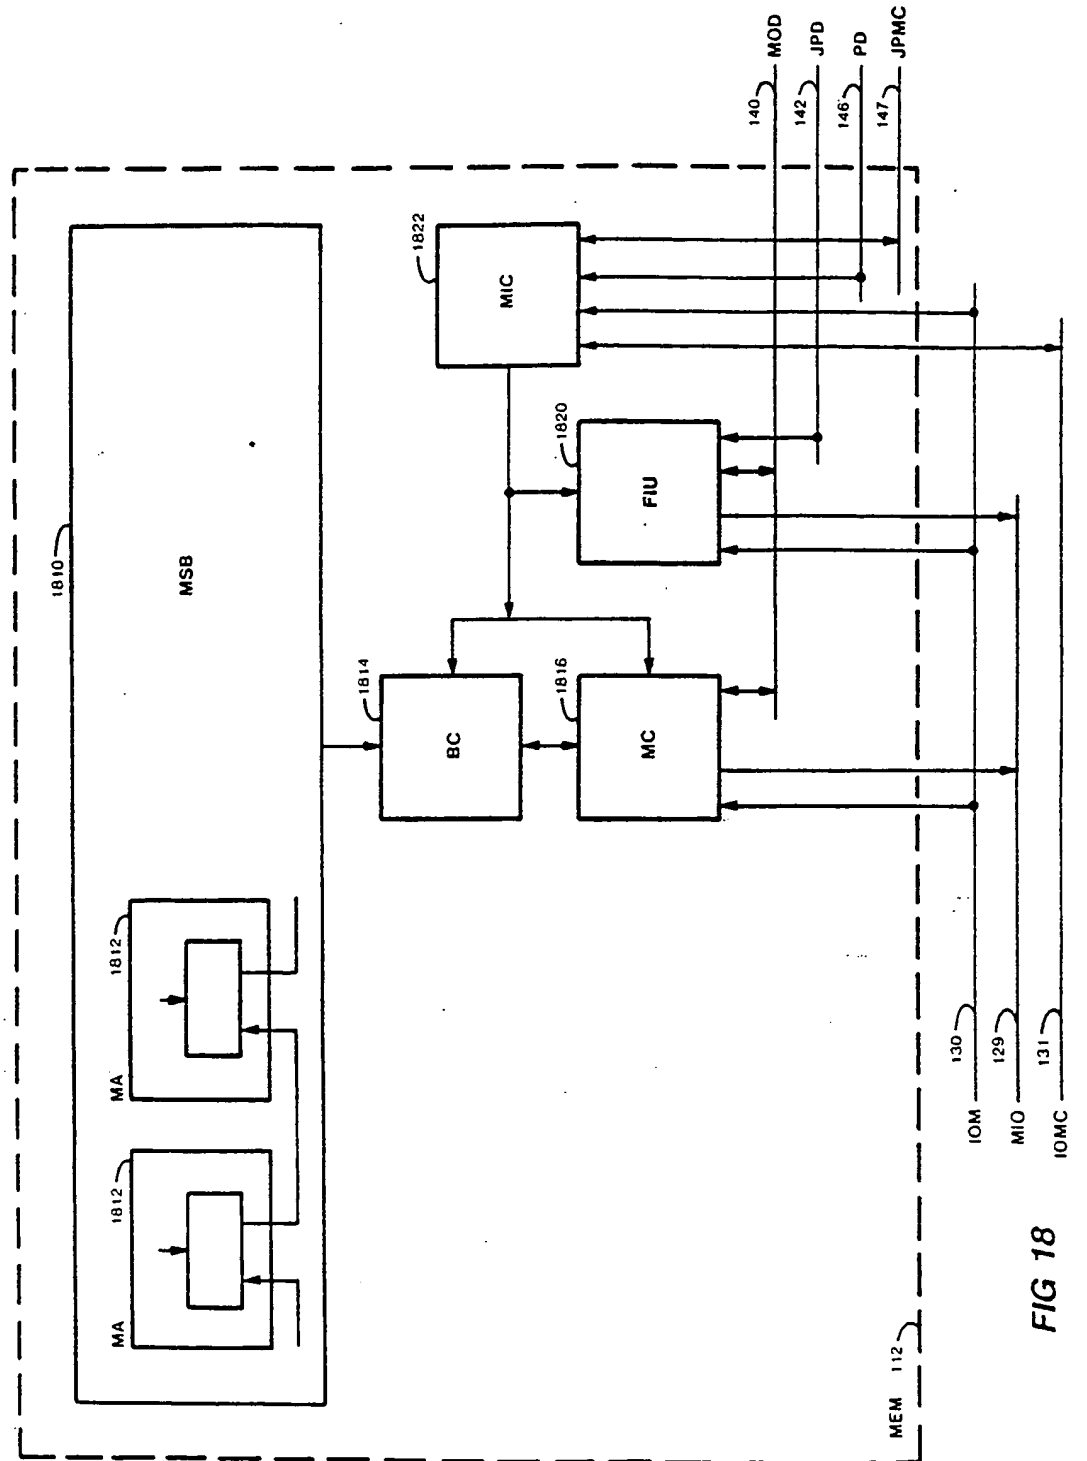 1810
MA
1812
MA
1812
MSB
1814
BC
1822
MIC
1816
MC
1820
FIU
140
MOD
142
JPD
146
PD
147
JPMC
MEM 112
IOM
130
MIO
129
IOMC
131
FIG 18